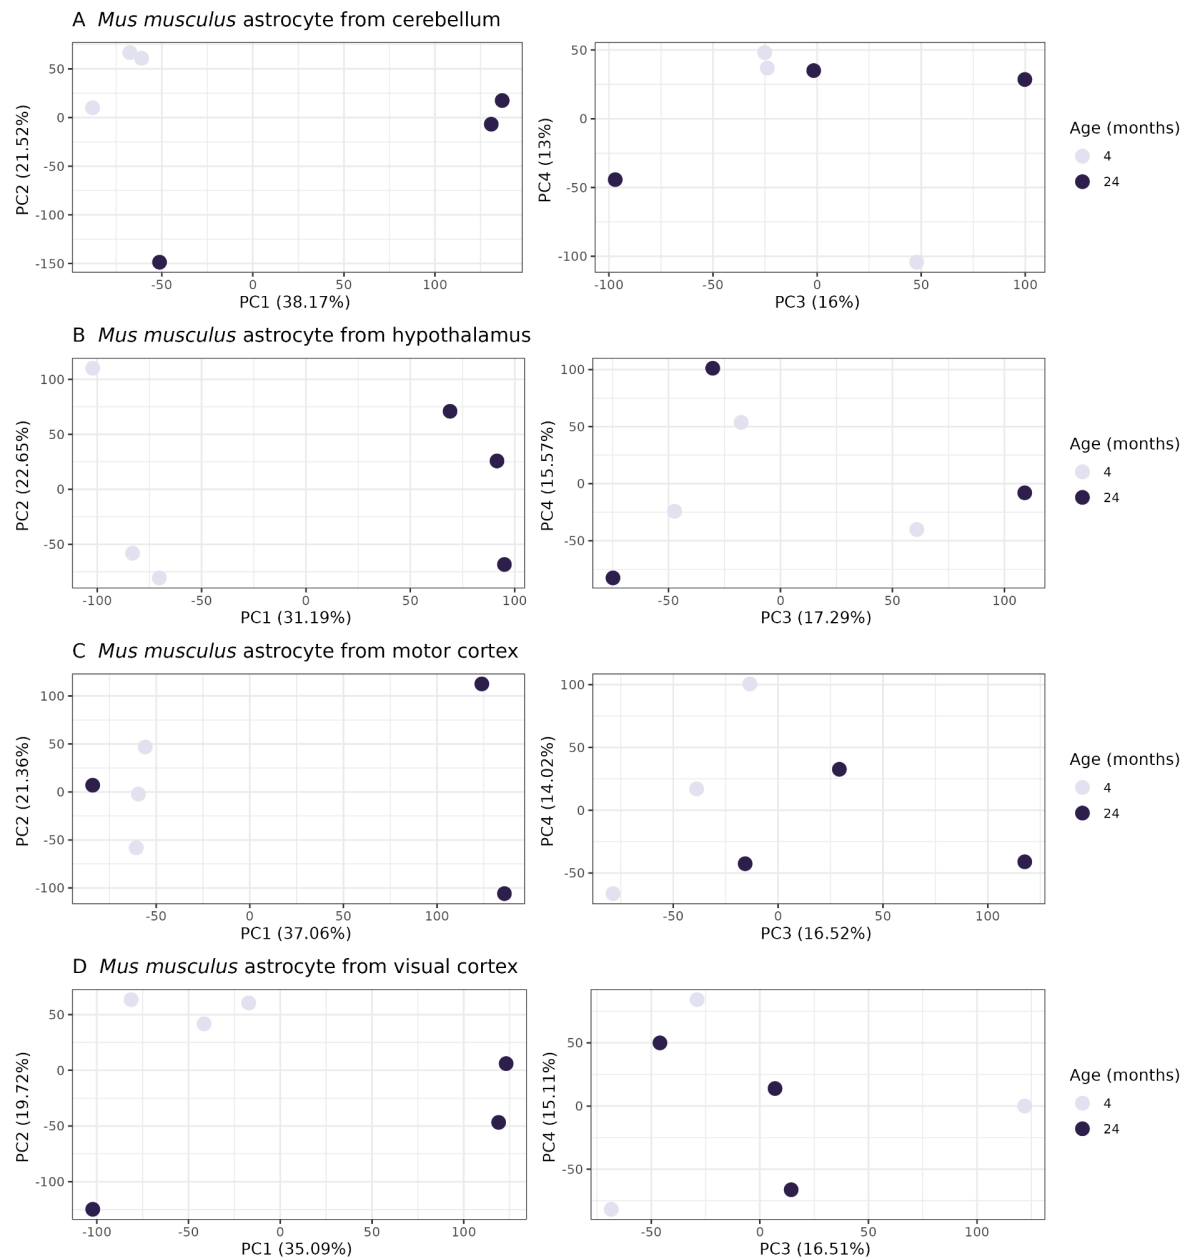 A Mus musculus astrocyte from cerebellum
50
0
-50
-100
-150
PC2 (21.52%)
-50 0 50 100
PC1 (38.17%)
50
0
-50
-100
PC4 (13%)
-100 -50 0 50 100
PC3 (16%)
Age (months)
4
24
B Mus musculus astrocyte from hypothalamus
100
50
0
-50
PC2 (22.65%)
-100 -50 0 50 100
PC1 (31.19%)
100
50
0
-50
PC4 (15.57%)
-50 0 50 100
PC3 (17.29%)
Age (months)
4
24
C Mus musculus astrocyte from motor cortex
100
50
0
-50
-100
PC2 (21.36%)
-50 0 50 100
PC1 (37.06%)
100
50
0
-50
PC4 (14.02%)
-50 0 50 100
PC3 (16.52%)
Age (months)
4
24
D Mus musculus astrocyte from visual cortex
50
0
-50
-100
PC2 (19.72%)
-100 -50 0 50 100
PC1 (35.09%)
50
0
-50
PC4 (15.11%)
-50 0 50 100
PC3 (16.51%)
Age (months)
4
24